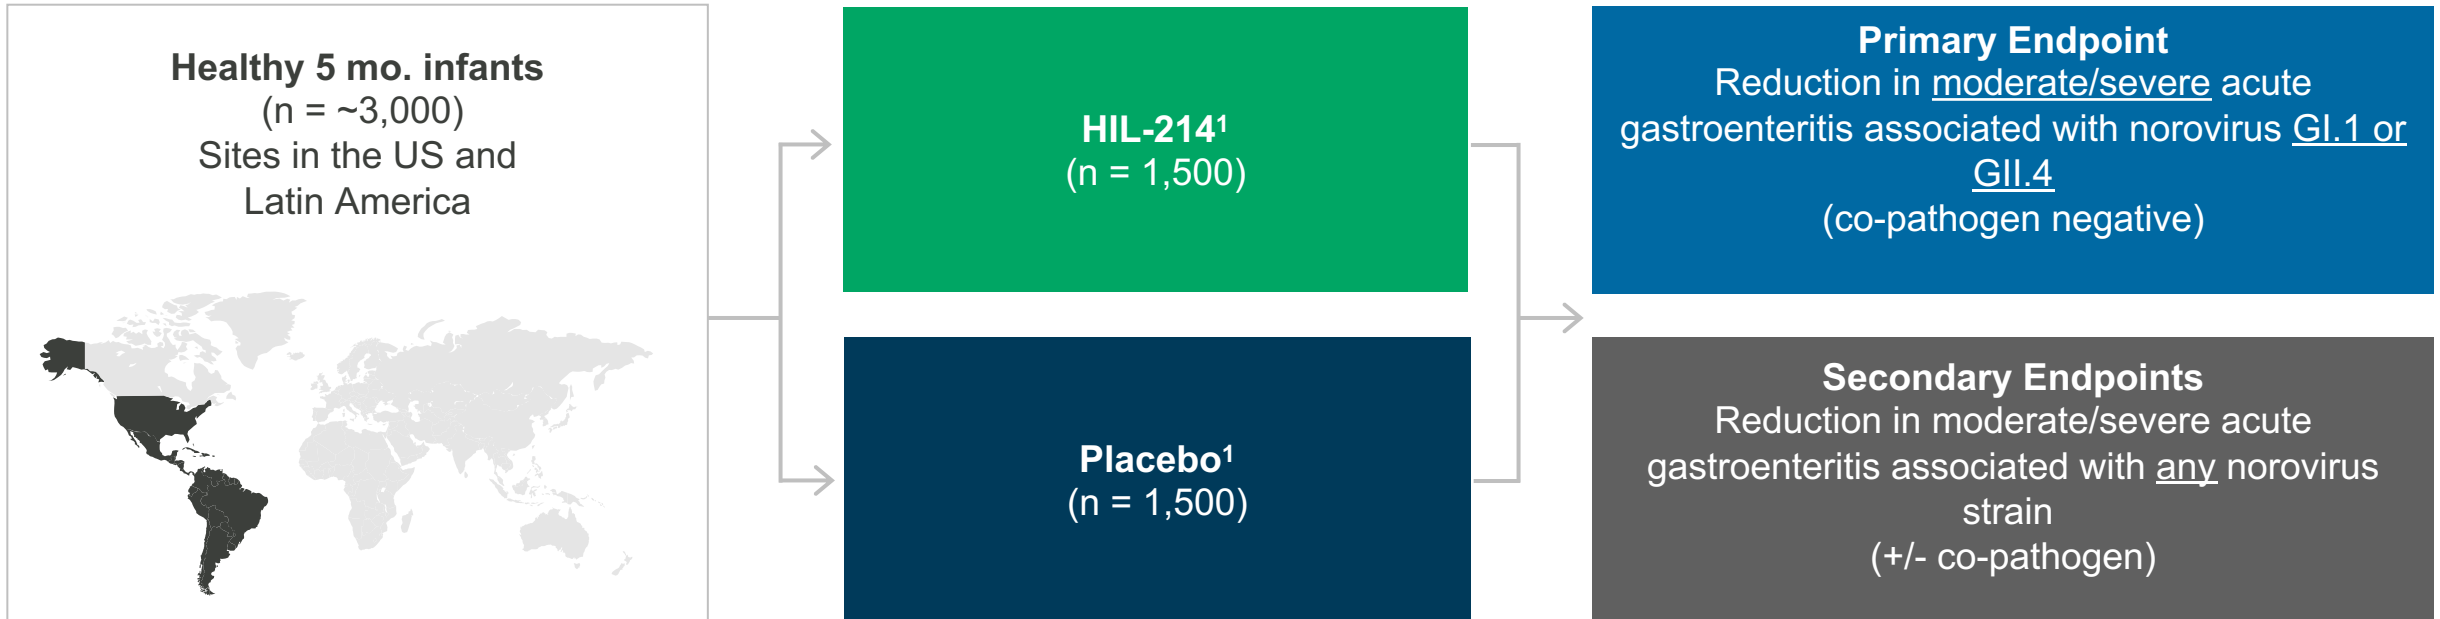 Healthy 5 mo. infants
(n = ~3,000)
Sites in the US and
Latin America
HIL-214¹
(n = 1,500)
Placebo¹
(n = 1,500)
Primary Endpoint
Reduction in moderate/severe acute
gastroenteritis associated with norovirus GI.1 or
GII.4
(co-pathogen negative)
Secondary Endpoints
Reduction in moderate/severe acute
gastroenteritis associated with any norovirus
strain
(+/- co-pathogen)